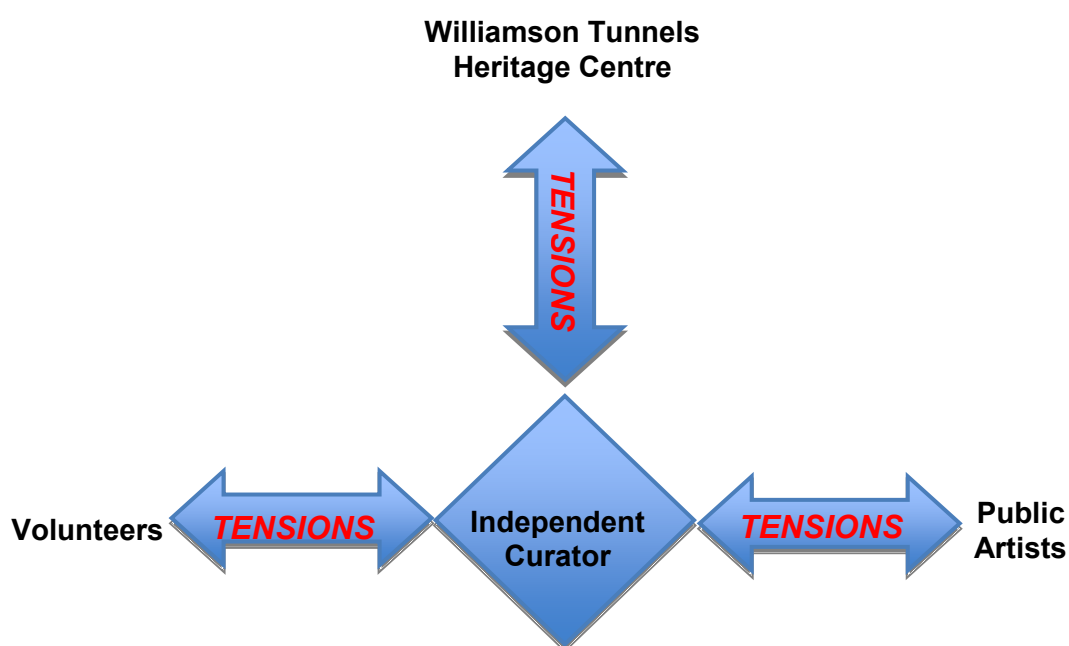 Williamson Tunnels
Heritage Centre
TENSIONS
Volunteers
TENSIONS
Independent
Curator
TENSIONS
Public
Artists